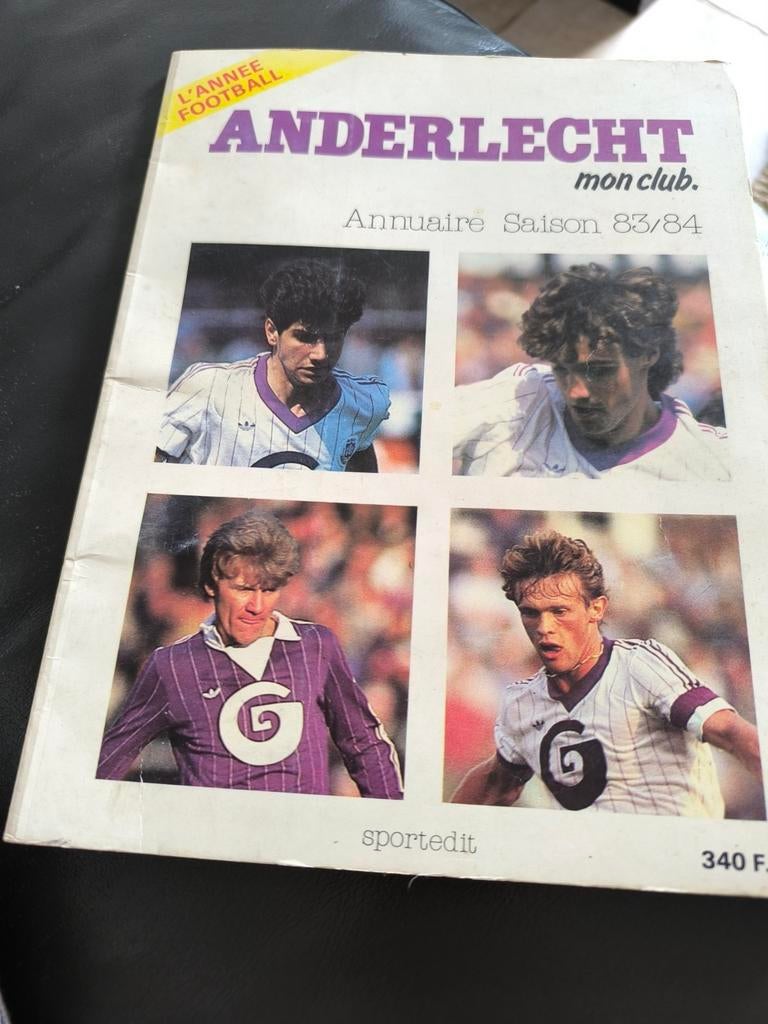 L'ANNEE
FOOTBALL
ANDERLECHT
mon club.
Annuaire Saison 83/84
G
G
sportedit
340 F.